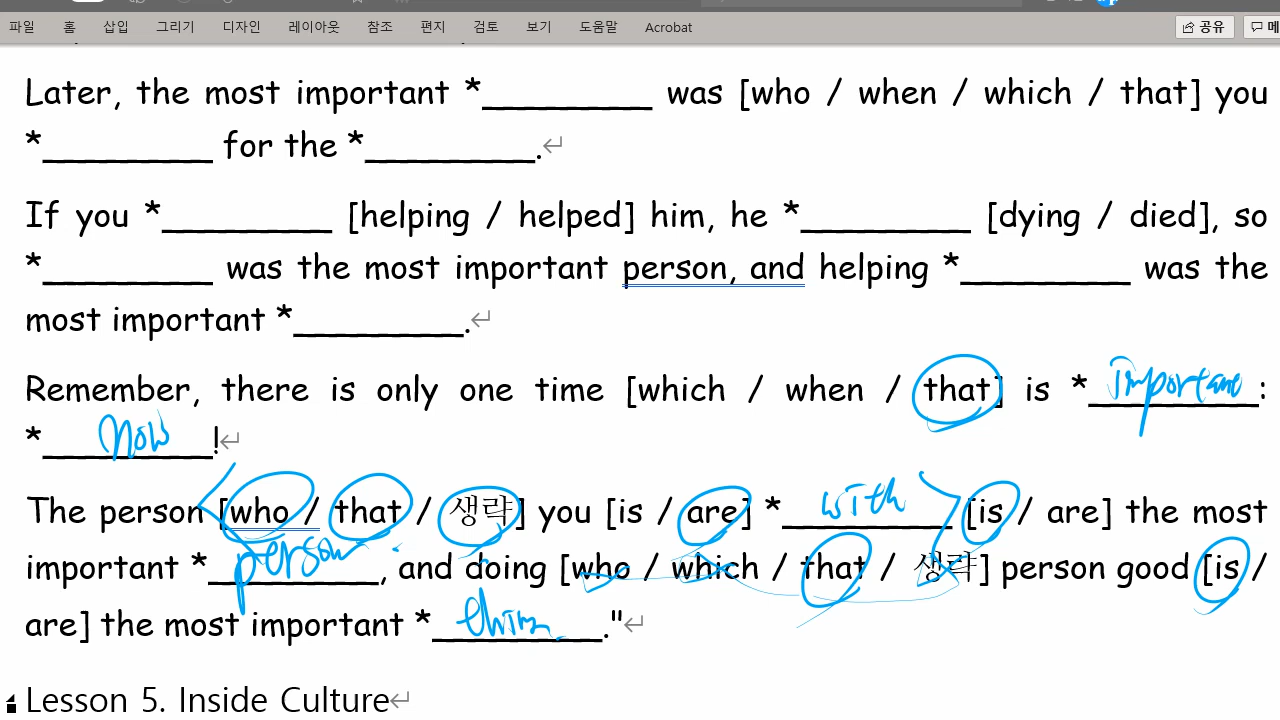 파일 홈 삽입 그리기 디자인 레이아웃 참조 편지 검토 보기 도움말 Acrobat 공유 메
Later, the most important *________ was [who / when / which / that] you
*________ for the *________.
If you *________ [helping / helped] him, he *________ [dying / died], so
*________ was the most important person, and helping *________ was the
most important *________.
Remember, there is only one time [which / when / that] is * important :
* now !
The person [who / that / 생략] you [is / are] * with [is / are] the most
important * person , and doing [who / which / that / 생략] person good [is /
are] the most important * ________."
Lesson 5. Inside Culture